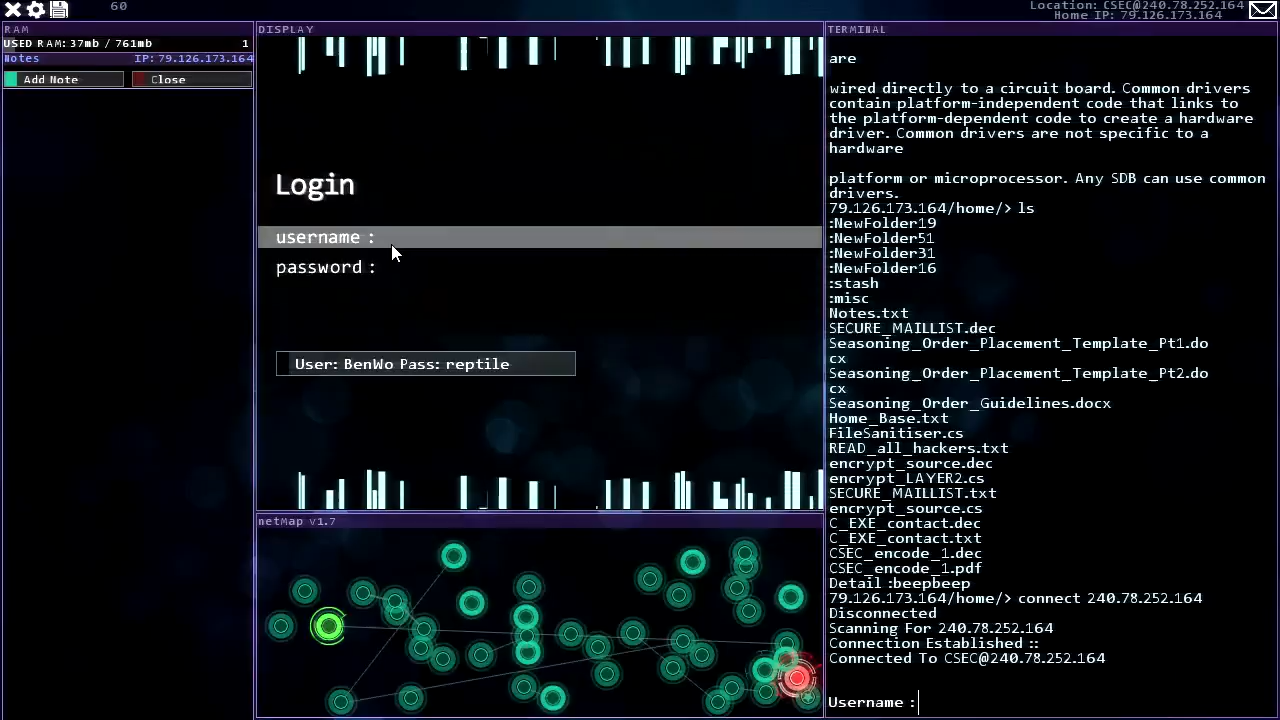 60
Location: CSEC@240.78.252.164
Home IP: 79.126.173.164
RAM
USED RAM: 37mb / 761mb 1
Notes IP: 79.126.173.164
Add Note Close
DISPLAY
Login
username :
password :
User: BenWo Pass: reptile
netMap v1.7
TERMINAL
are
wired directly to a circuit board. Common drivers
contain platform-independent code that links to
the platform-dependent code to create a hardware
driver. Common drivers are not specific to a
hardware
platform or microprocessor. Any SDB can use common
drivers.
79.126.173.164/home/> ls
:NewFolder19
:NewFolder51
:NewFolder31
:NewFolder16
:stash
:misc
Notes.txt
SECURE_MAILLIST.dec
Seasoning_Order_Placement_Template_Pt1.do
cx
Seasoning_Order_Placement_Template_Pt2.do
cx
Seasoning_Order_Guidelines.docx
Home_Base.txt
FileSanitiser.cs
READ_all_hackers.txt
encrypt_source.dec
encrypt_LAYER2.cs
SECURE_MAILLIST.txt
encrypt_source.cs
C_EXE_contact.dec
C_EXE_contact.txt
CSEC_encode_1.dec
CSEC_encode_1.pdf
Detail :beepbeep
79.126.173.164/home/> connect 240.78.252.164
Disconnected
Scanning For 240.78.252.164
Connection Established ::
Connected To CSEC@240.78.252.164
Username :